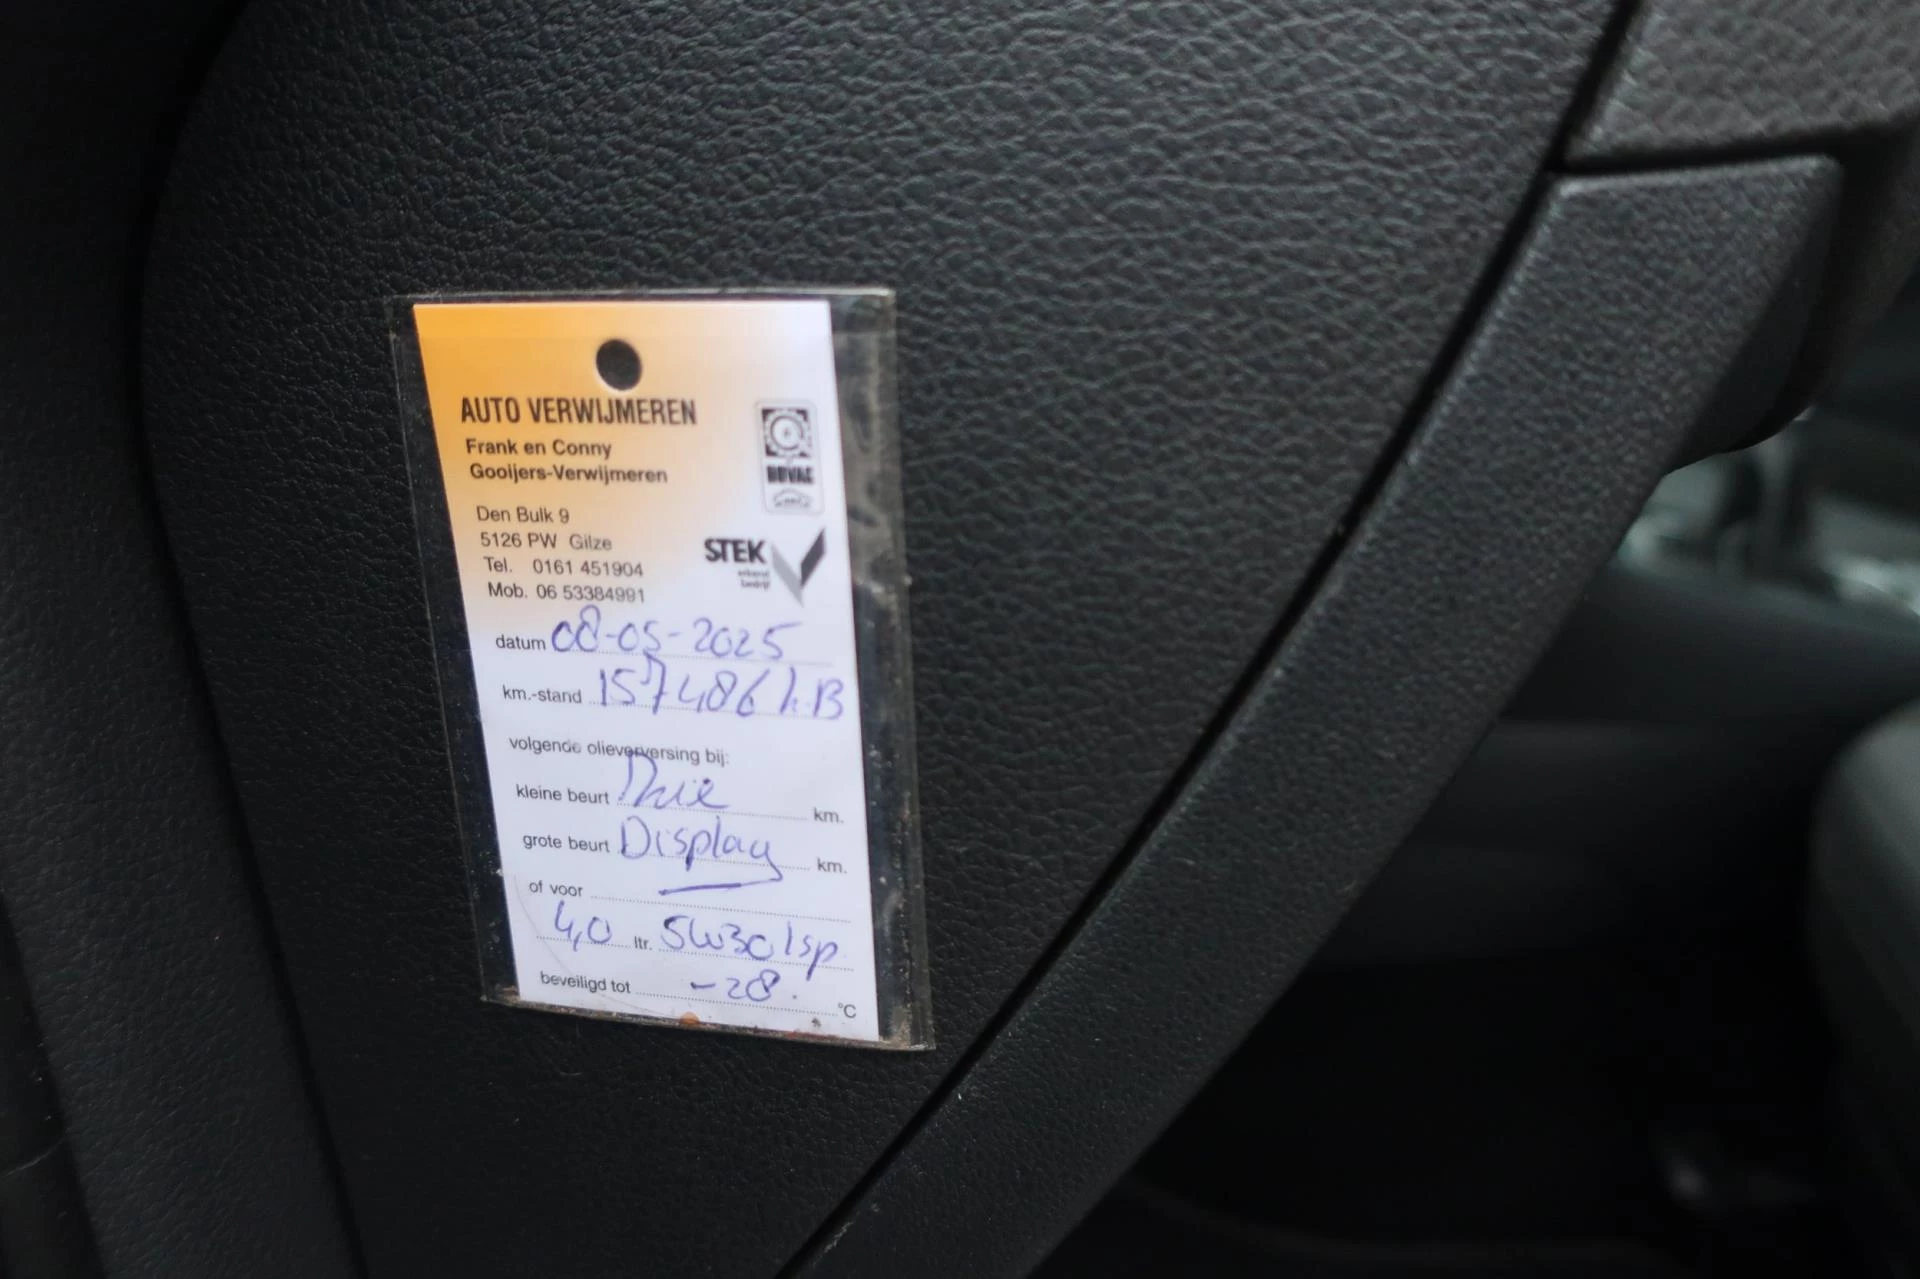 AUTO VERWIJMEREN
Frank en Conny
Gooijers-Verwijmeren
BOVAG
Den Bulk 9
5126 PW Gilze
Tel. 0161 451904
Mob. 06 53384991
STEK
erkend
bedrijf
datum 08-05-2025
km.-stand 157486
volgende olieverversing bij:
kleine beurt km.
grote beurt Display km.
of voor
4,0 ltr. 5W30
beveiligd tot -28. °C